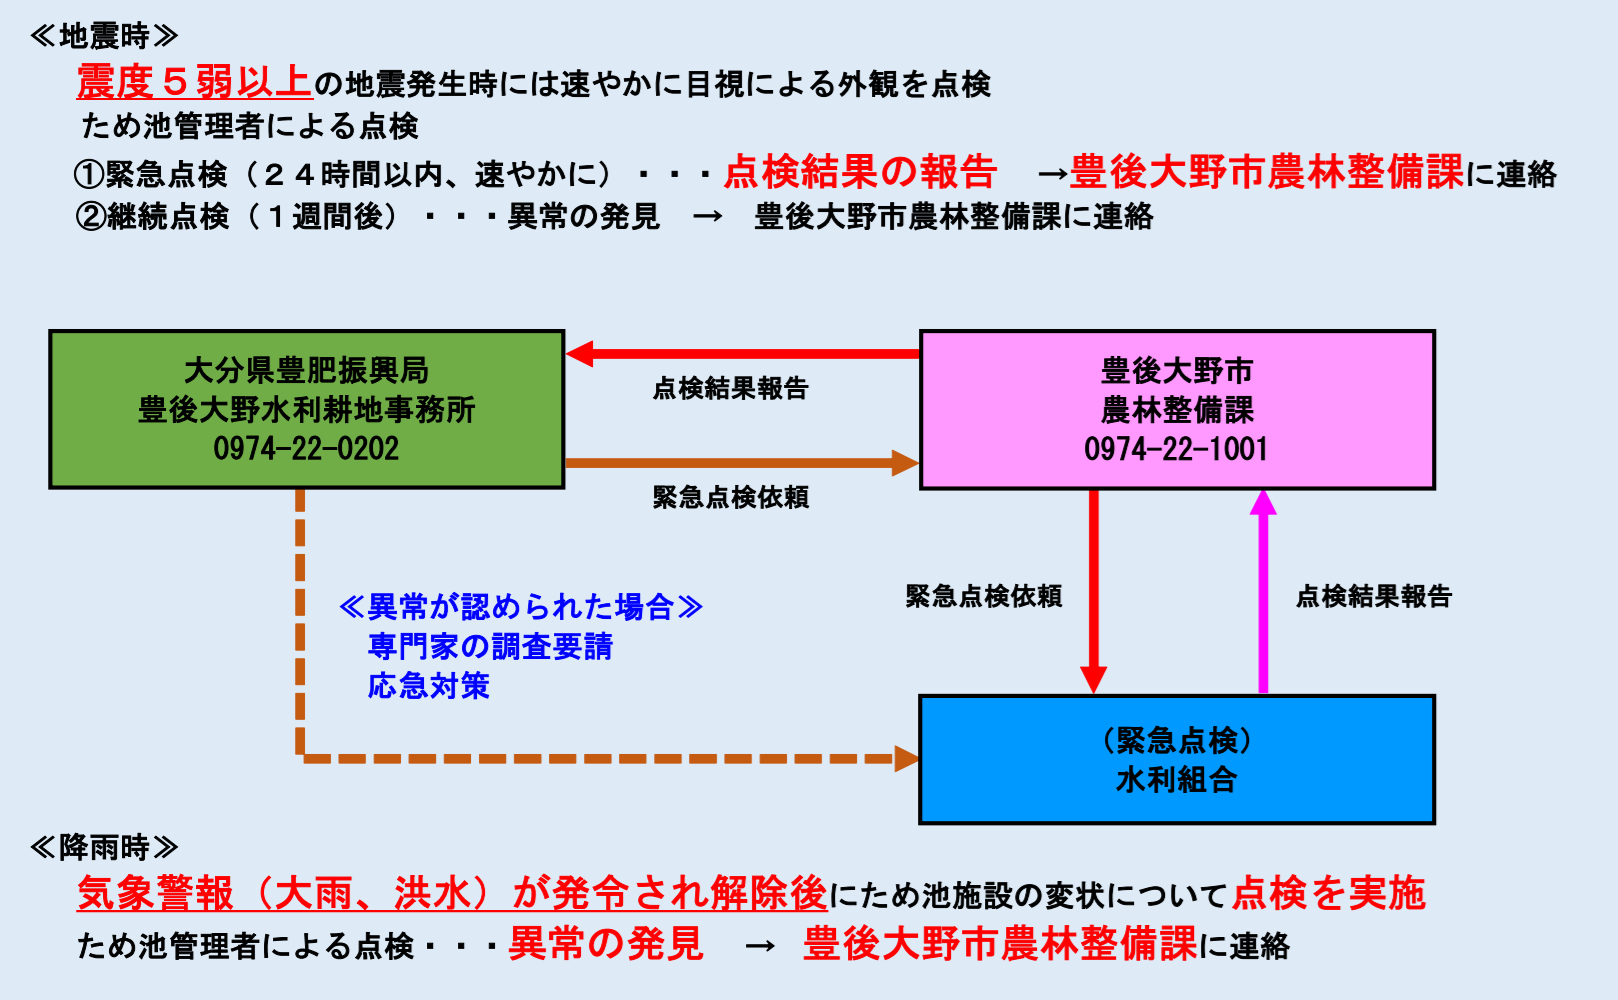 ≪地震時≫
震度５弱以上の地震発生時には速やかに目視による外観を点検
ため池管理者による点検
①緊急点検（２４時間以内、速やかに）・・・点検結果の報告　→豊後大野市農林整備課に連絡
②継続点検（１週間後）・・・異常の発見　→　豊後大野市農林整備課に連絡
大分県豊肥振興局
豊後大野水利耕地事務所
0974-22-0202
点検結果報告
緊急点検依頼
豊後大野市
農林整備課
0974-22-1001
≪異常が認められた場合≫
専門家の調査要請
応急対策
緊急点検依頼
点検結果報告
（緊急点検）
水利組合
≪降雨時≫
気象警報（大雨、洪水）が発令され解除後にため池施設の変状について点検を実施
ため池管理者による点検・・・異常の発見　→　豊後大野市農林整備課に連絡